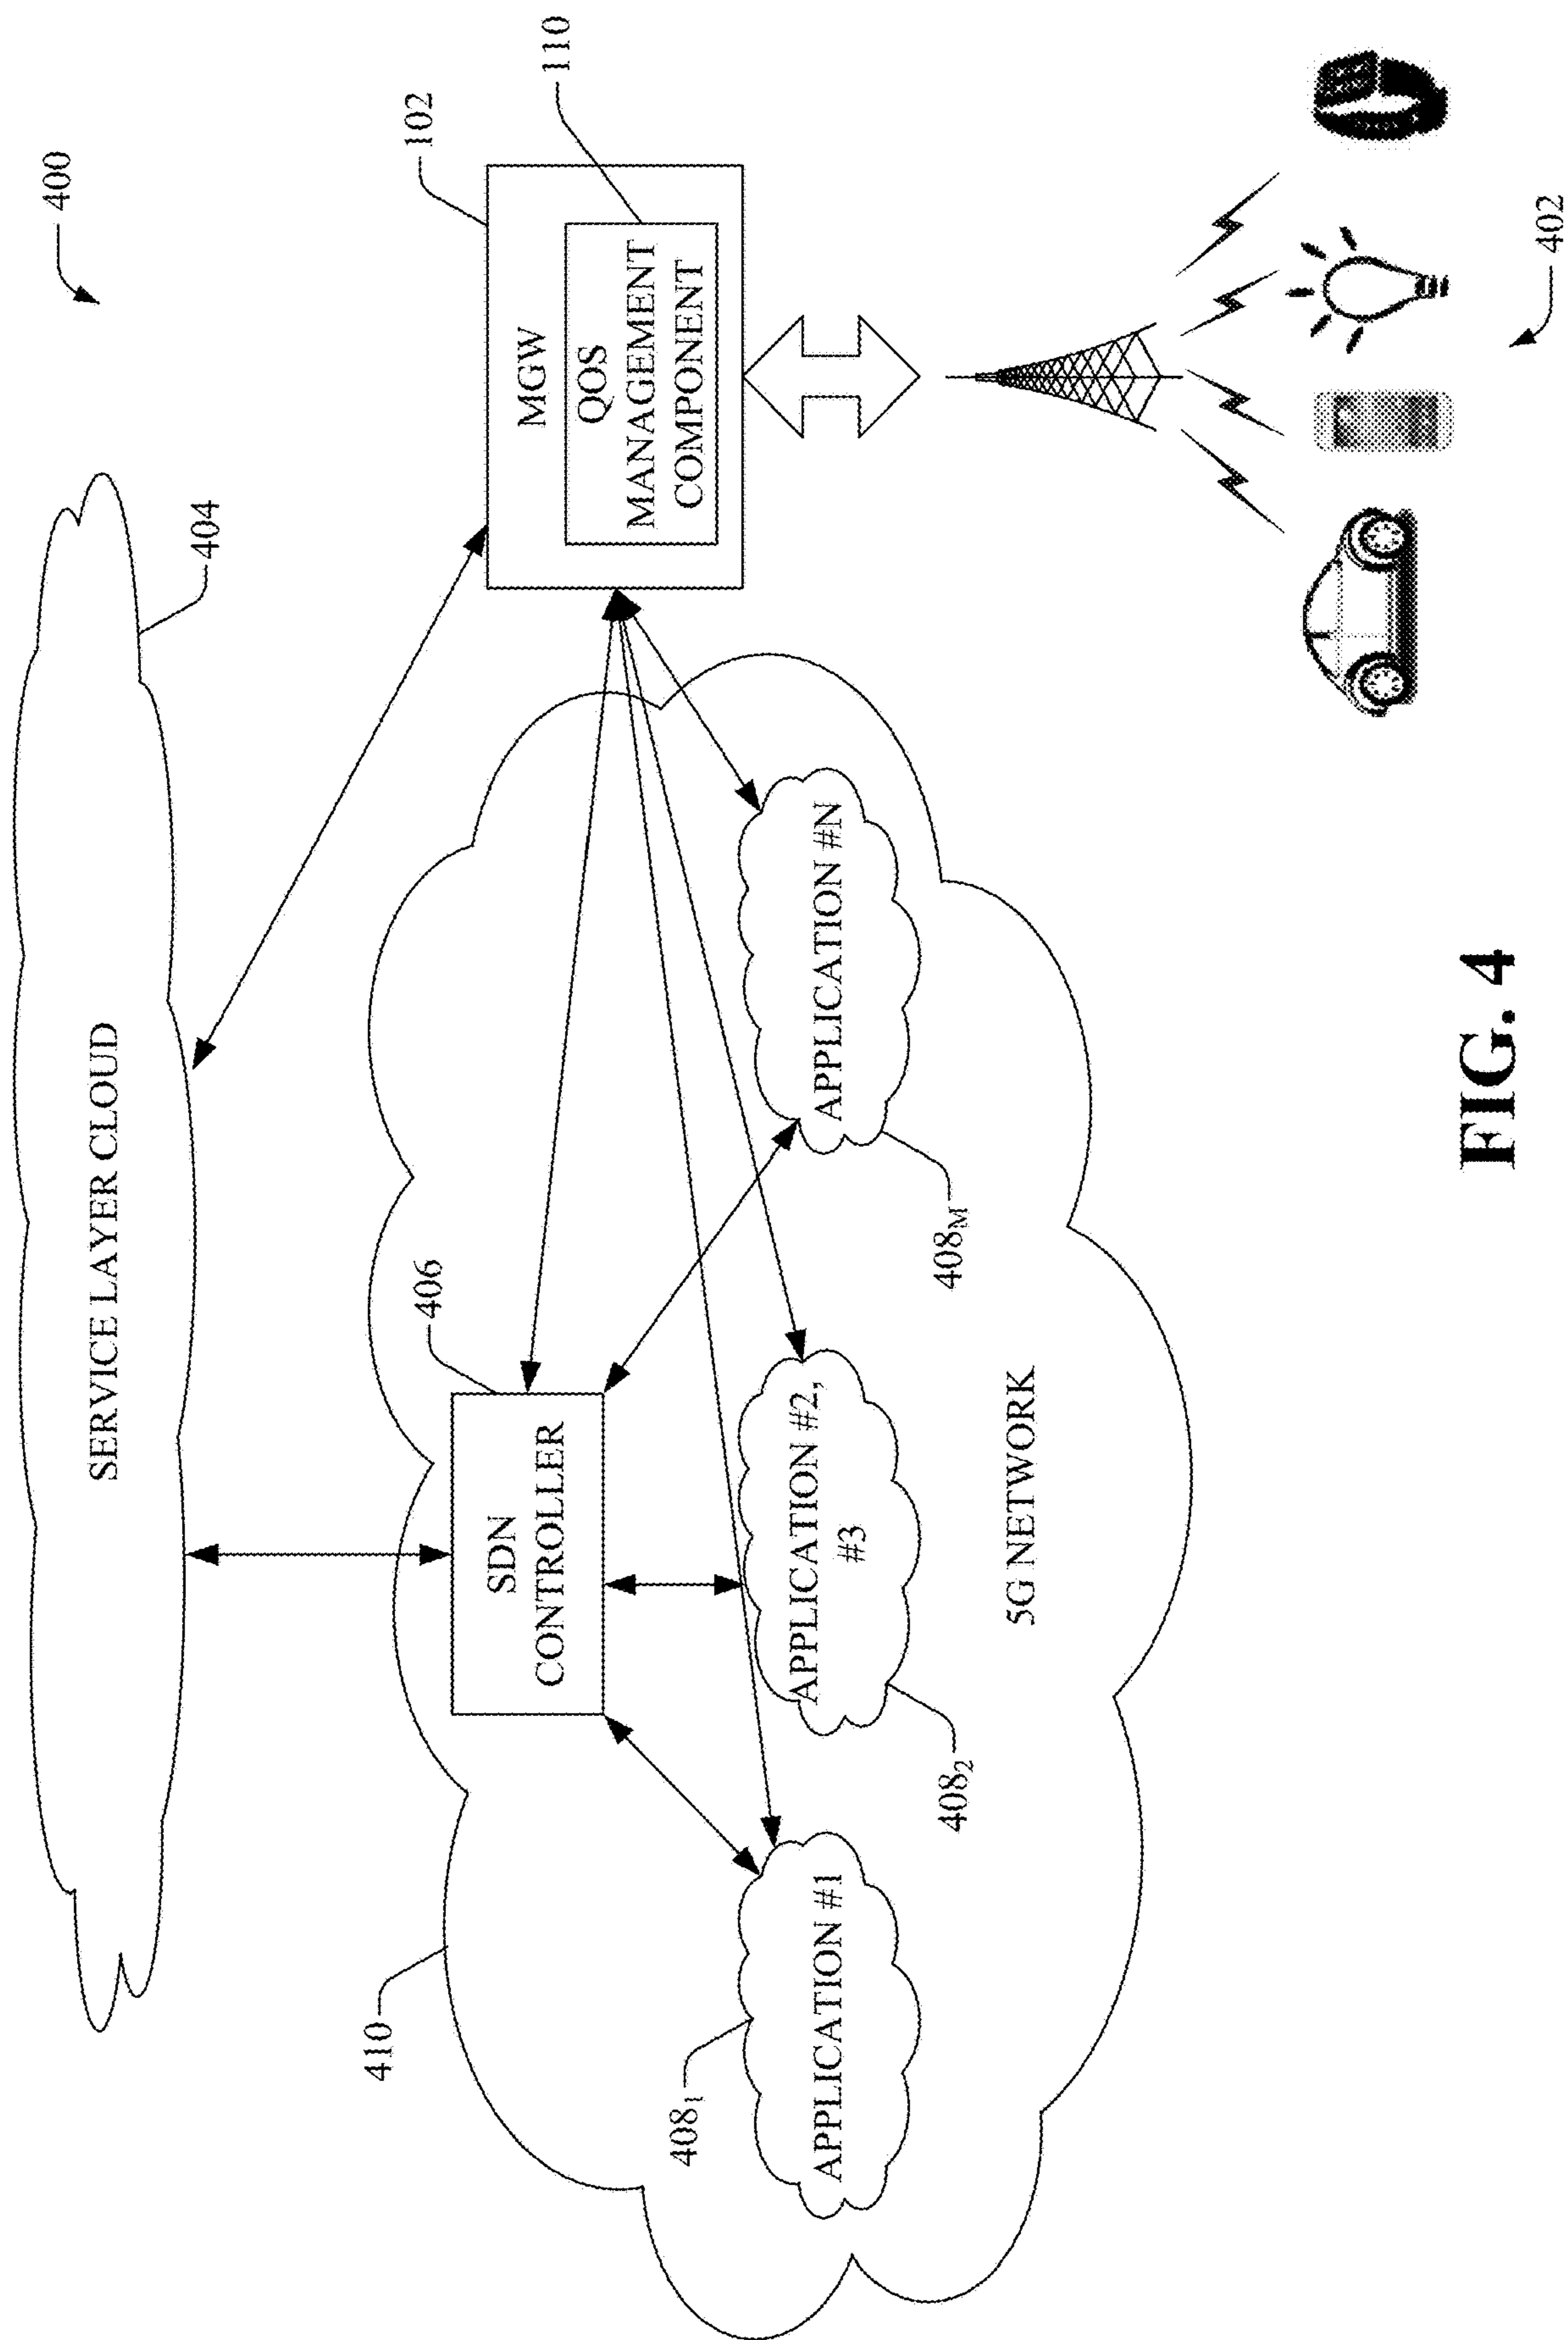 400
SERVICE LAYER CLOUD
404
102
MGW
QOS
MANAGEMENT
COMPONENT
110
410
SDN
CONTROLLER
406
408₁
APPLICATION #1
APPLICATION #2,
#3
408₂
APPLICATION #N
408M
5G NETWORK
402
FIG. 4